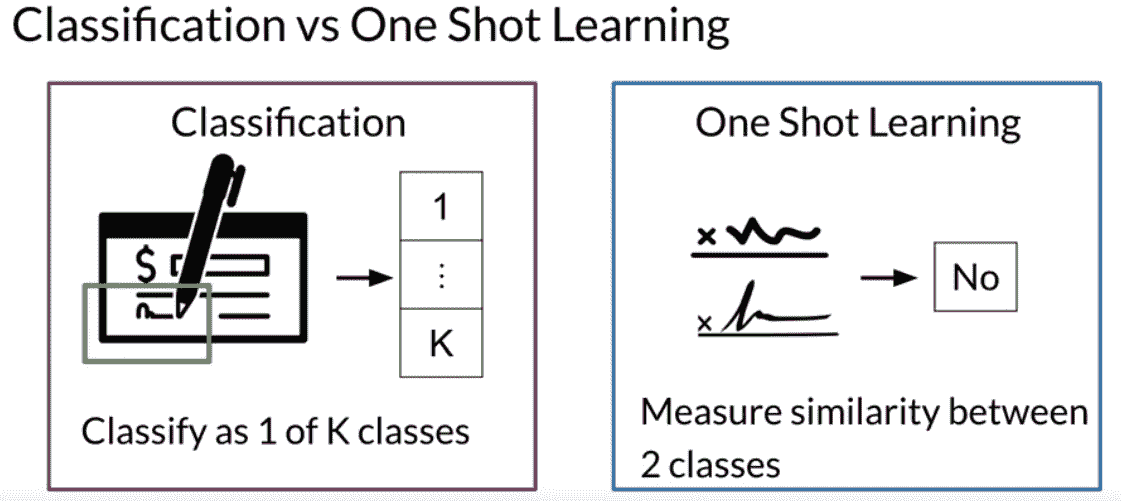 Classification vs One Shot Learning
Classification
$
1
⋮
K
Classify as 1 of K classes
One Shot Learning
x
x
No
Measure similarity between
2 classes